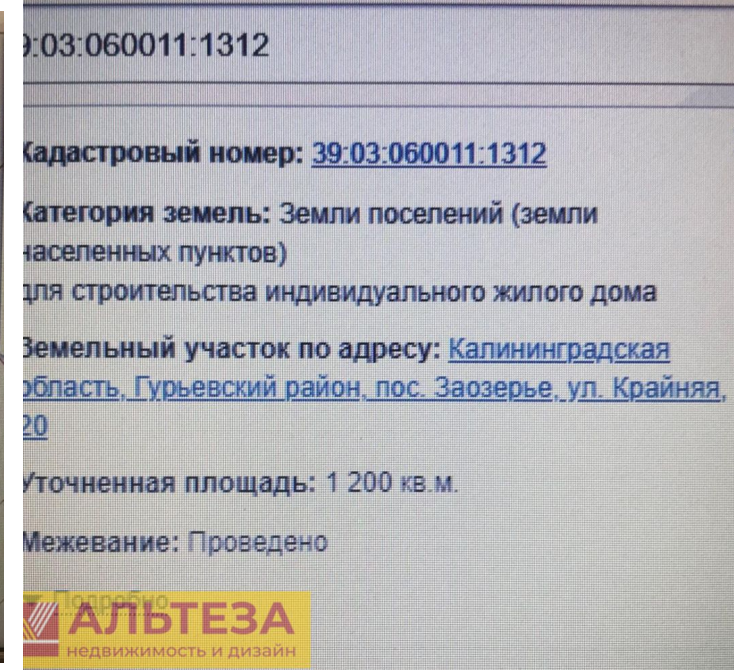 :03:060011:1312
Кадастровый номер: 39:03:060011:1312
Категория земель: Земли поселений (земли
населенных пунктов)
для строительства индивидуального жилого дома
Земельный участок по адресу: Калининградская
область, Гурьевский район, пос. Заозерье, ул. Крайняя,
20
Уточненная площадь: 1 200 кв.м.
Межевание: Проведено
Подробно
АЛЬТЕЗА
недвижимость и дизайн